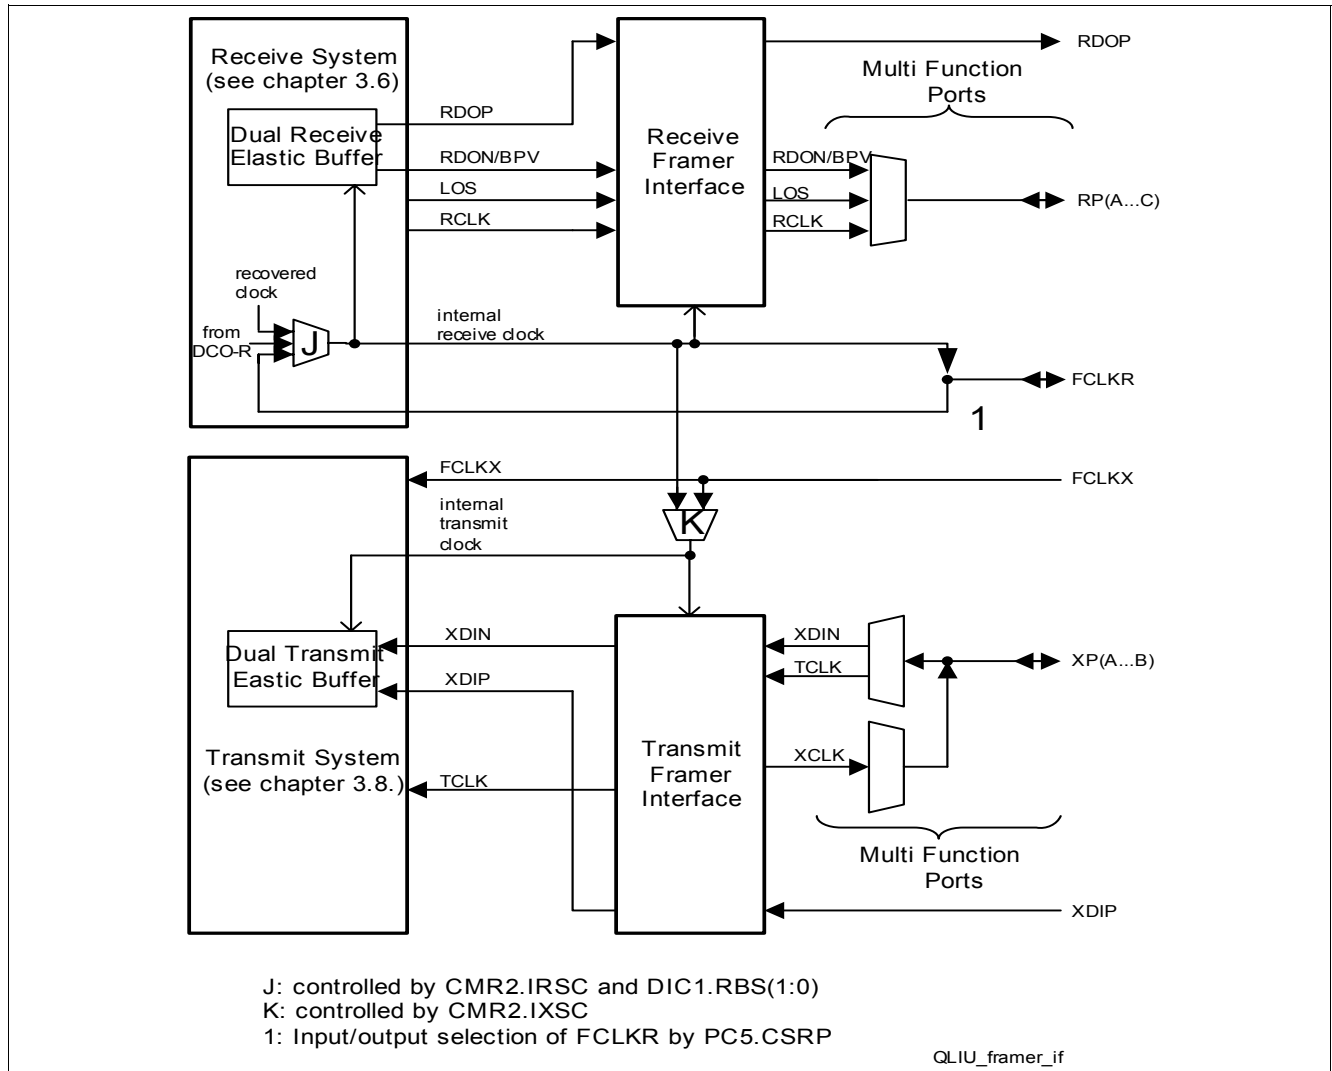 Receive System
(see chapter 3.6)
Dual Receive
Elastic Buffer
RDOP
RDON/BPV
LOS
RCLK
Receive
Framer
Interface
RDOP
Multi Function
Ports
RDON/BPV
LOS
RCLK
RP(A...C)
recovered
clock
from
DCO-R
J
internal
receive clock
FCLKR
1
FCLKX
FCLKX
internal
transmit
clock
K
XDIN
Dual Transmit
Eastic Buffer
XDIP
Transmit System
(see chapter 3.8.)
TCLK
Transmit
Framer
Interface
XDIN
TCLK
XCLK
XP(A...B)
Multi Function
Ports
XDIP
J: controlled by CMR2.IRSC and DIC1.RBS(1:0)
K: controlled by CMR2.IXSC
1: Input/output selection of FCLKR by PC5.CSRP
QLIU_framer_if